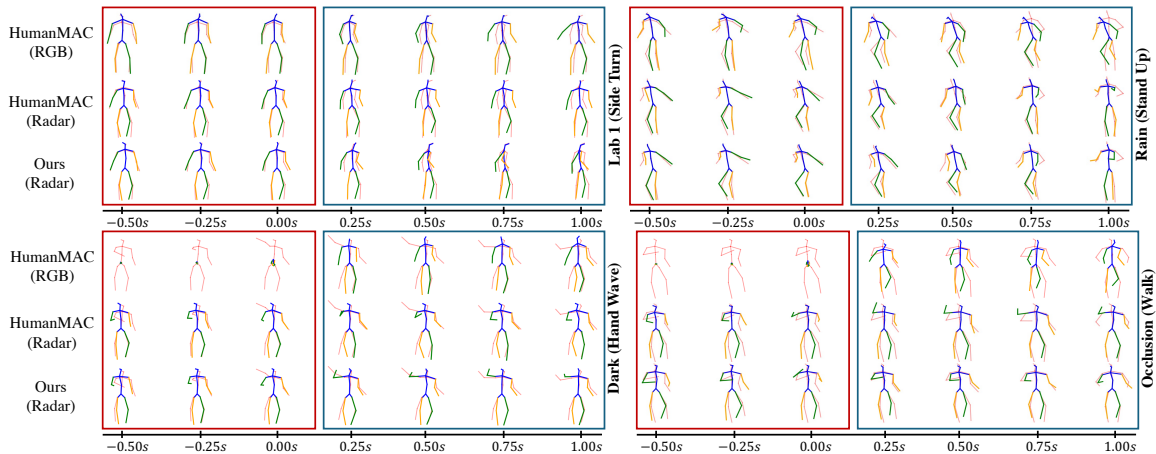 HumanMAC
(RGB)
HumanMAC
(Radar)
Ours
(Radar)
Lab 1 (Side Turn)
Rain (Stand Up)
−0.50s −0.25s 0.00s 0.25s 0.50s 0.75s 1.00s
−0.50s −0.25s 0.00s 0.25s 0.50s 0.75s 1.00s
HumanMAC
(RGB)
HumanMAC
(Radar)
Ours
(Radar)
Dark (Hand Wave)
Occlusion (Walk)
−0.50s −0.25s 0.00s 0.25s 0.50s 0.75s 1.00s
−0.50s −0.25s 0.00s 0.25s 0.50s 0.75s 1.00s